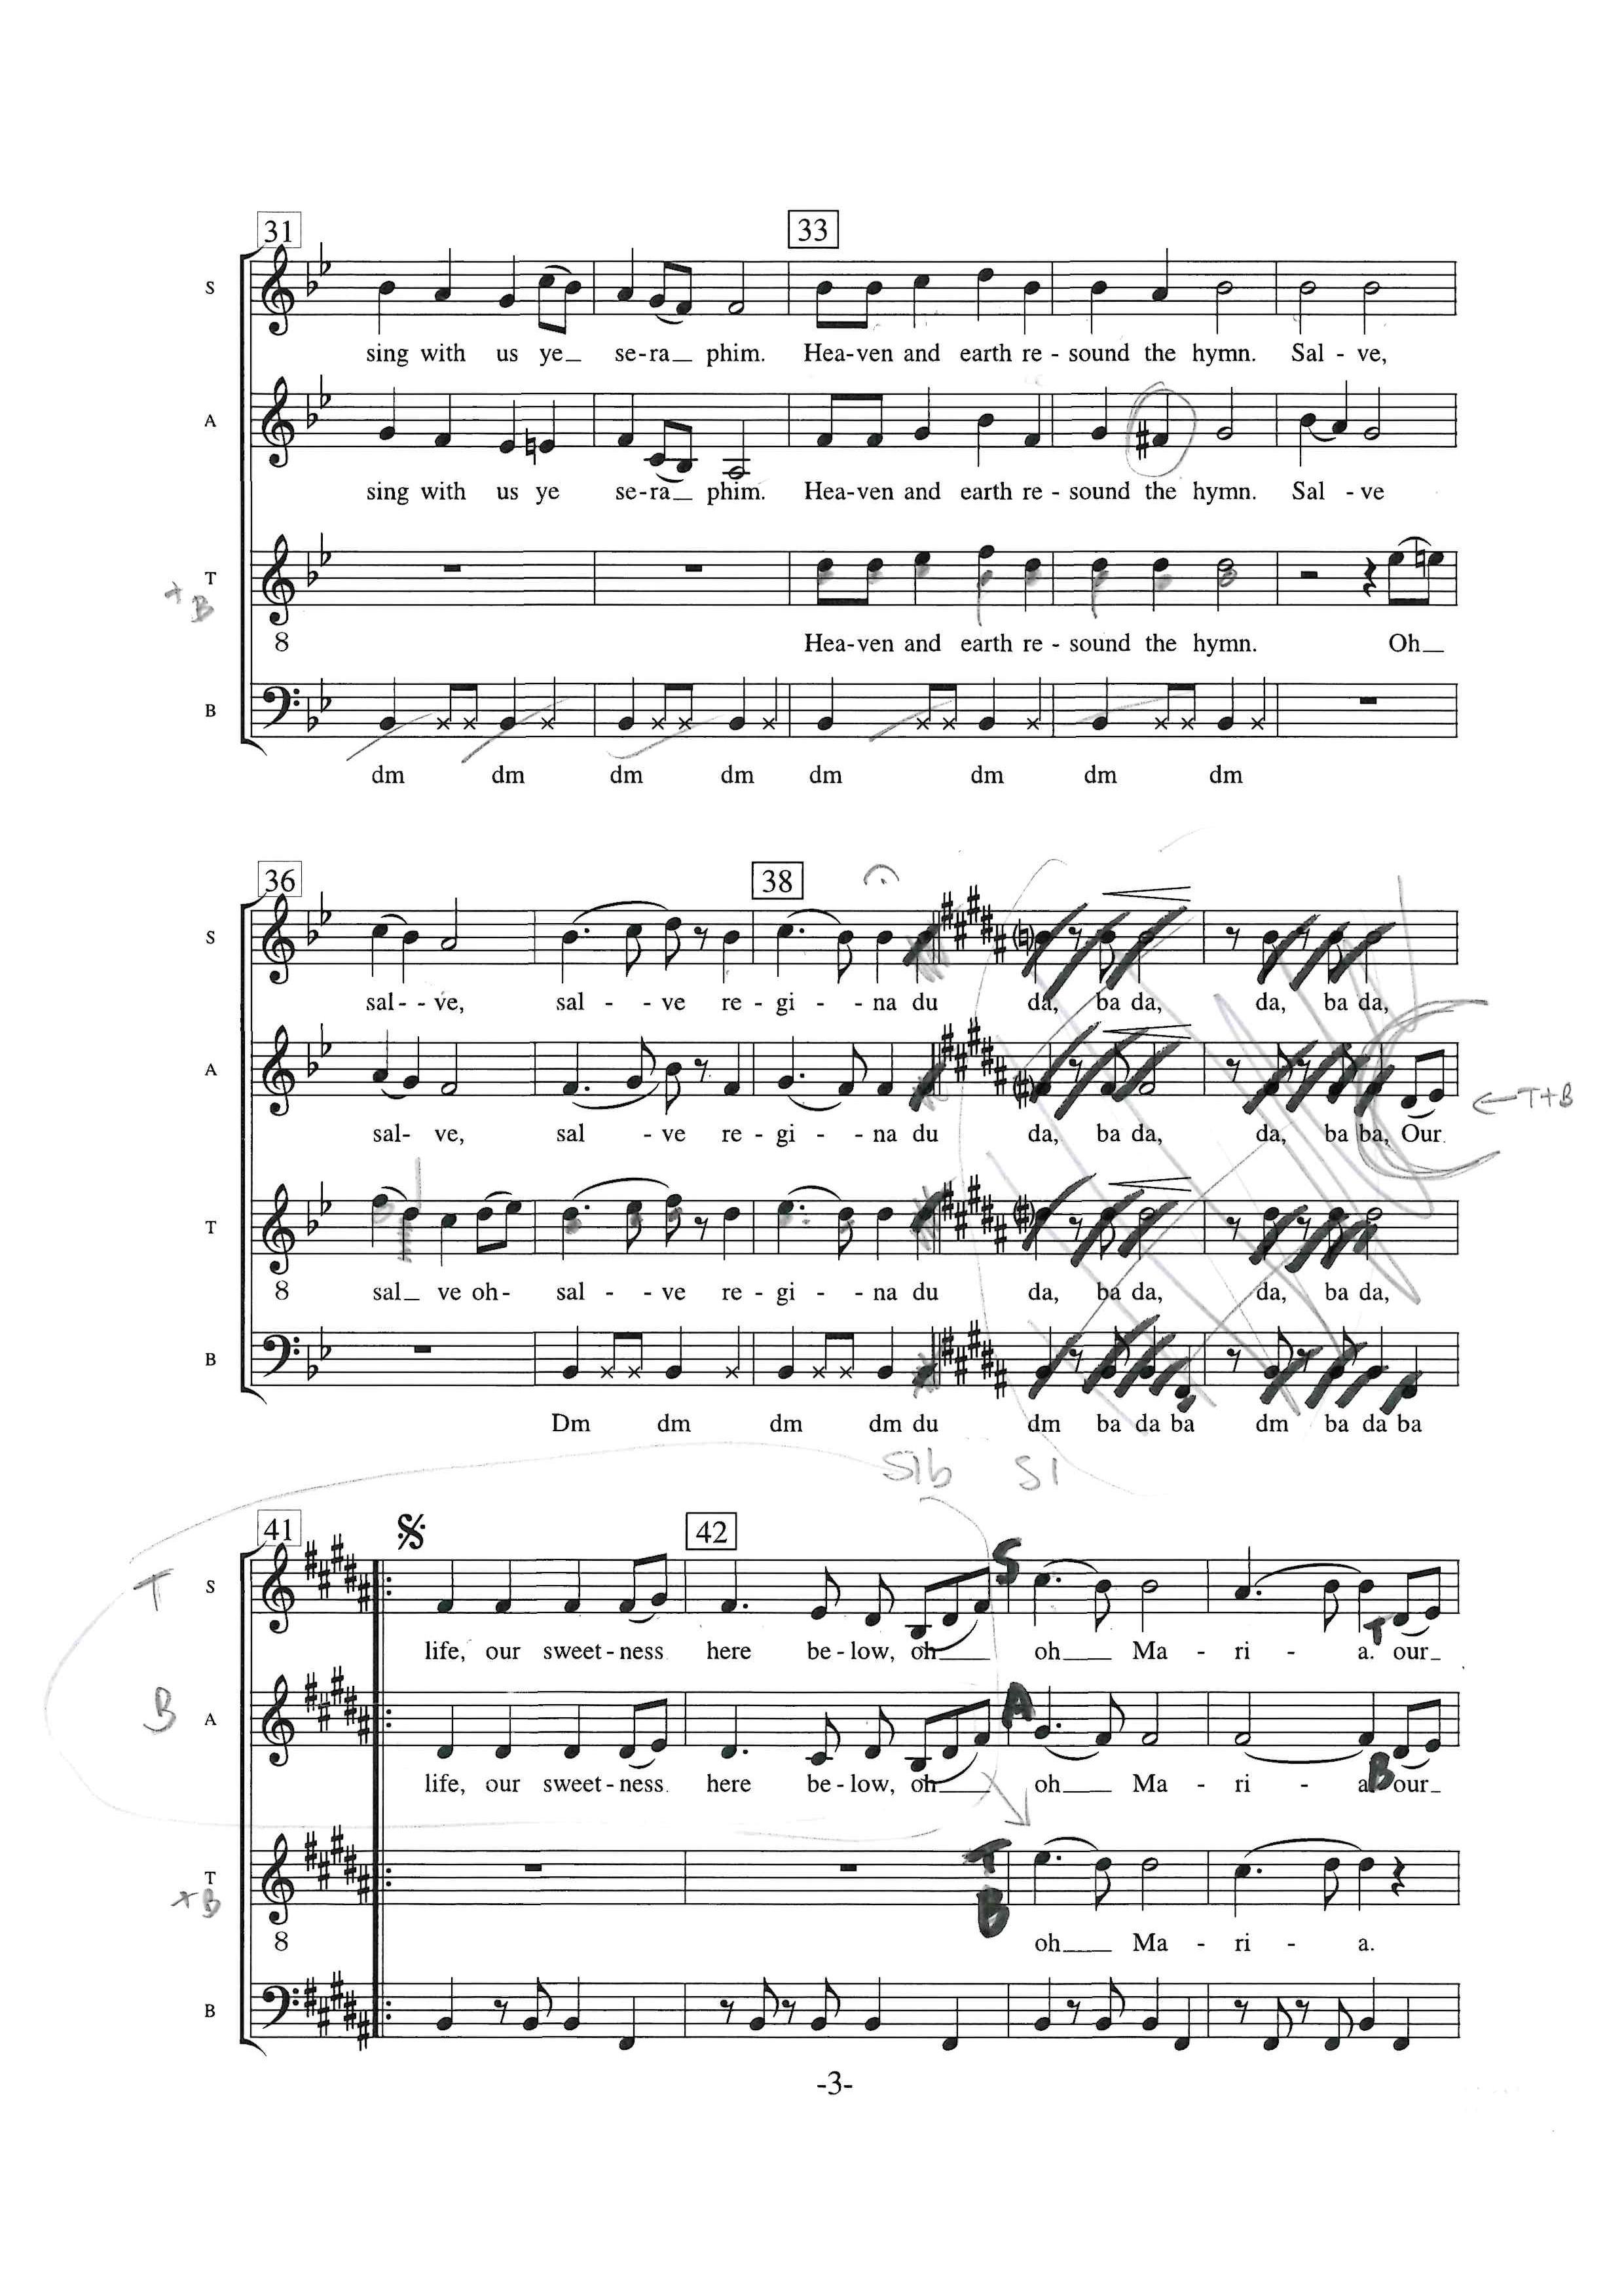 31 33
S
sing with us ye_ se-ra_ phim. Hea-ven and earth re - sound the hymn. Sal - ve,
A
sing with us ye se-ra_ phim. Hea-ven and earth re - sound the hymn. Sal - ve
T
+B
8 Hea-ven and earth re - sound the hymn. Oh_
B
dm dm dm dm dm dm dm dm
36 38
S
sal - - ve, sal - - ve re - gi - - na du da, ba da, da, ba da,
A
←T+B
sal- ve, sal - ve re - gi - - na du da, ba da, da, ba ba, Our
T
8 sal_ ve oh- sal - - ve re - gi - - na du da, ba da, da, ba da,
B
Dm dm dm dm du dm ba da ba dm ba da ba
SIb SI
41 42
T S S
T
life, our sweet-ness here be-low, oh_ oh_ Ma - ri - a. our_
B A A
B
life, our sweet-ness here be-low, oh_ oh_ Ma - ri - a. our_
T T
+B B
8 oh_ Ma - ri - a.
B
-3-